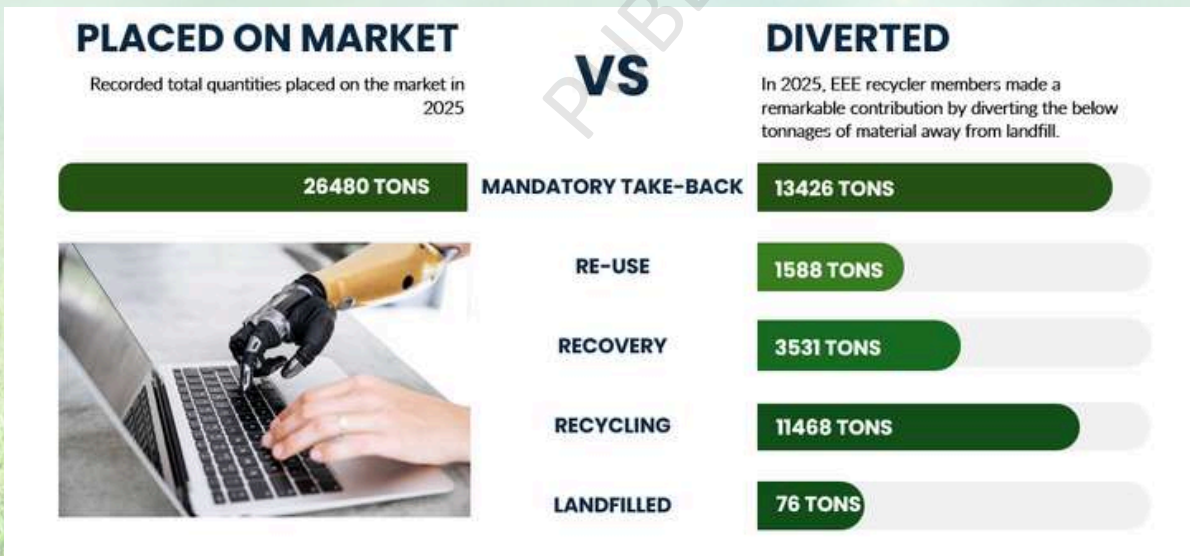 PLACED ON MARKET
Recorded total quantities placed on the market in
2025
VS
DIVERTED
In 2025, EEE recycler members made a
remarkable contribution by diverting the below
tonnages of material away from landfill.
26480 TONS
MANDATORY TAKE-BACK
13426 TONS
RE-USE
1588 TONS
RECOVERY
3531 TONS
RECYCLING
11468 TONS
LANDFILLED
76 TONS